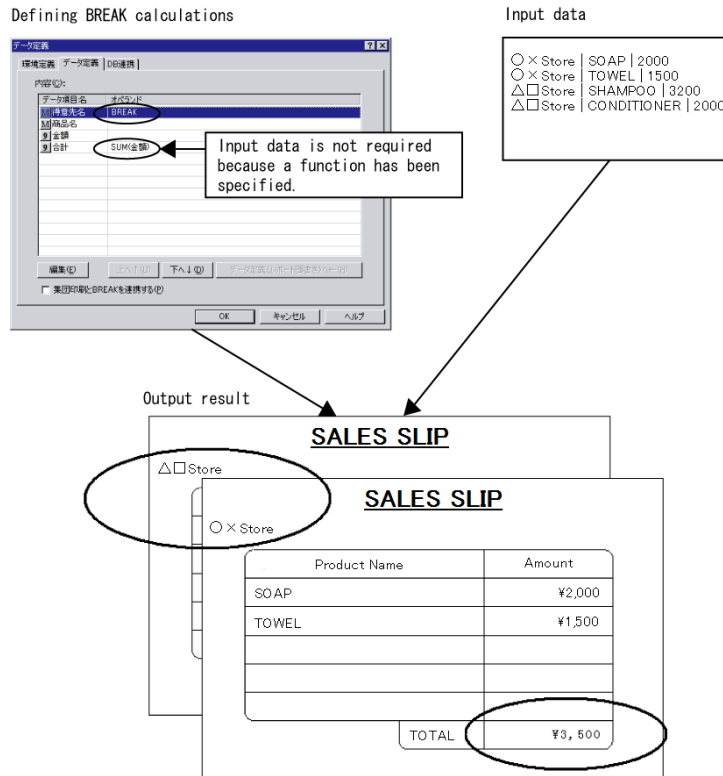 Defining BREAK calculations
Input data
データ定義
環境定義 データ定義 DB連携
内容(C):
データ項目名 オペランド
M 得意先名 BREAK
M 商品名
9 金額
9 合計 SUM(金額)
Input data is not required
because a function has been
specified.
編集(E) 上へ↑(U) 下へ↓(D)
集団印刷とBREAKを連携する(P)
OK キャンセル ヘルプ
○×Store | SOAP | 2000
○×Store | TOWEL | 1500
△□Store | SHAMPOO | 3200
△□Store | CONDITIONER | 2000
Output result
SALES SLIP
△□Store
SALES SLIP
○×Store
Product Name Amount
SOAP ¥2,000
TOWEL ¥1,500
TOTAL ¥3,500